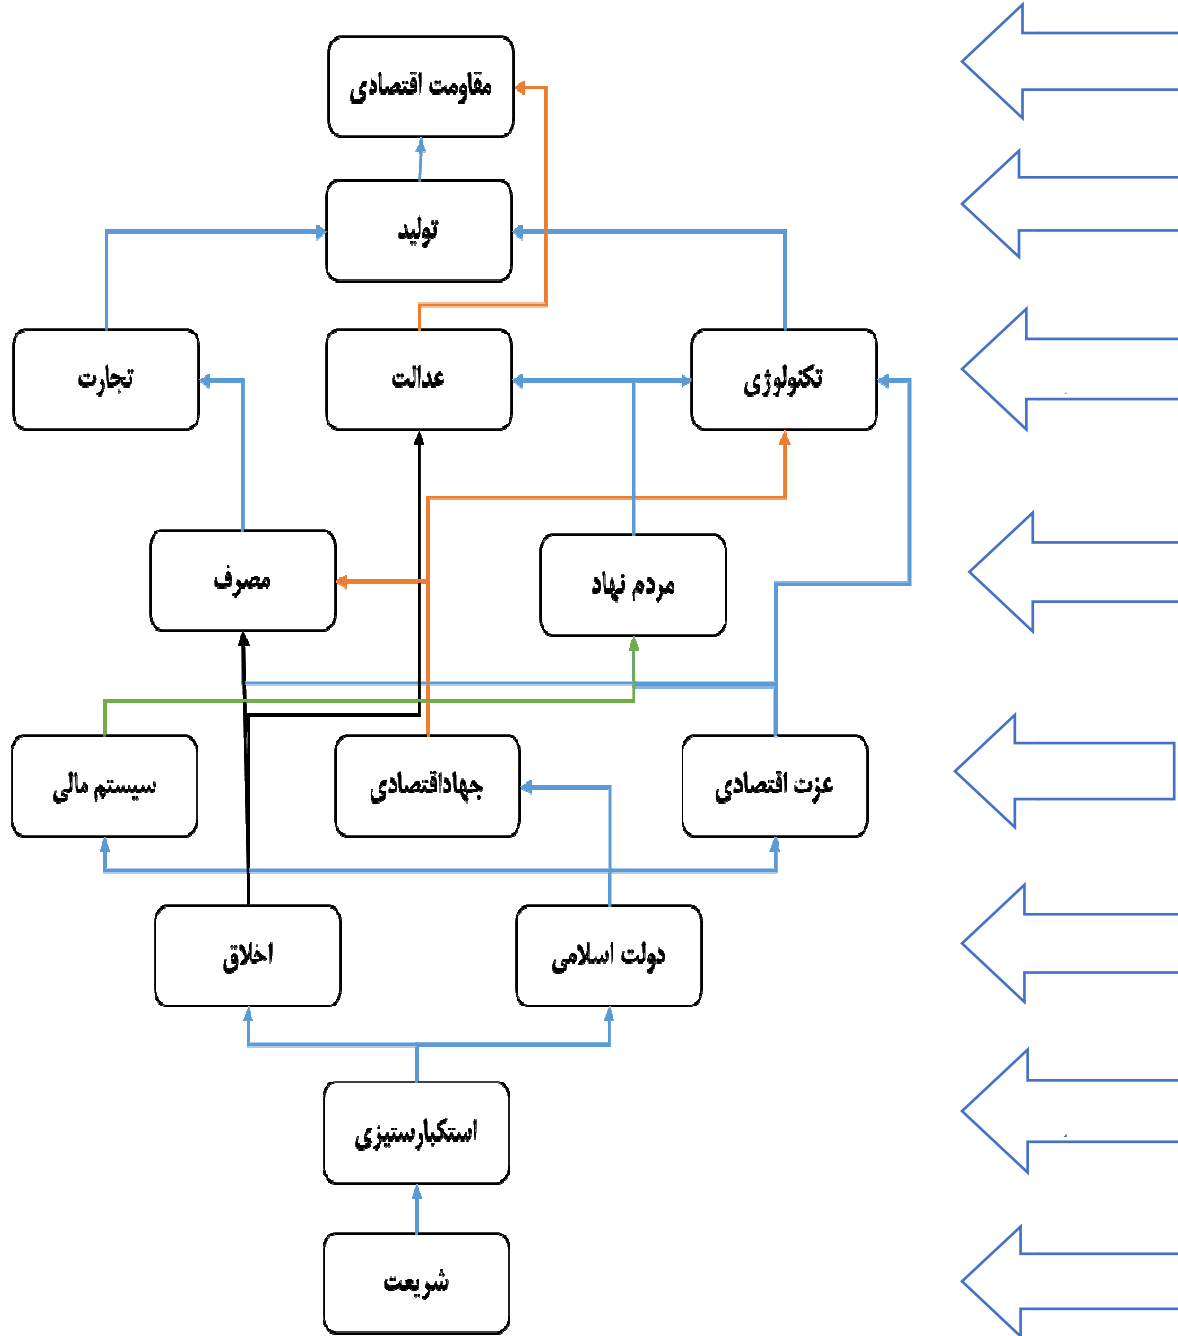 مقاومت اقتصادی
تولید
تکنولوژی
عدالت
تجارت
مردم نهاد
مصرف
عزت اقتصادی
جهاداقتصادی
سیستم مالی
دولت اسلامی
اخلاق
استکبارستیزی
شریعت